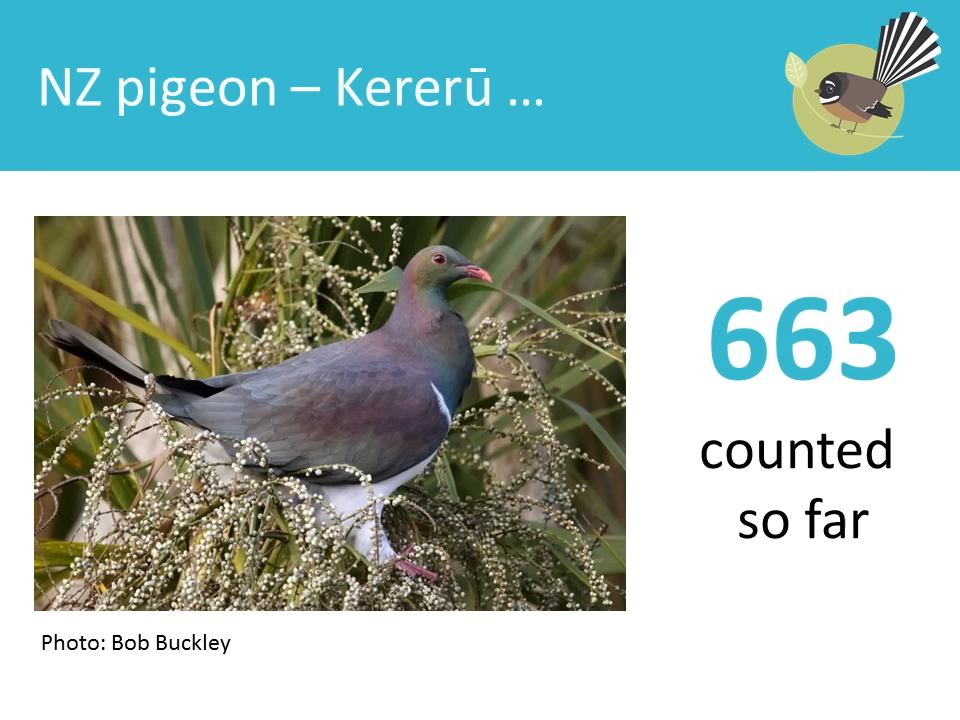 NZ pigeon – Kererū …
663
counted
so far
Photo: Bob Buckley